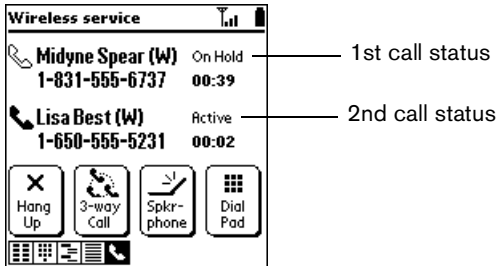 Wireless service
Midyne Spear (W) On Hold
1-831-555-6737 00:39
1st call status
Lisa Best (W) Active
1-650-555-5231 00:02
2nd call status
Hang Up
3-way Call
Spkr-phone
Dial Pad